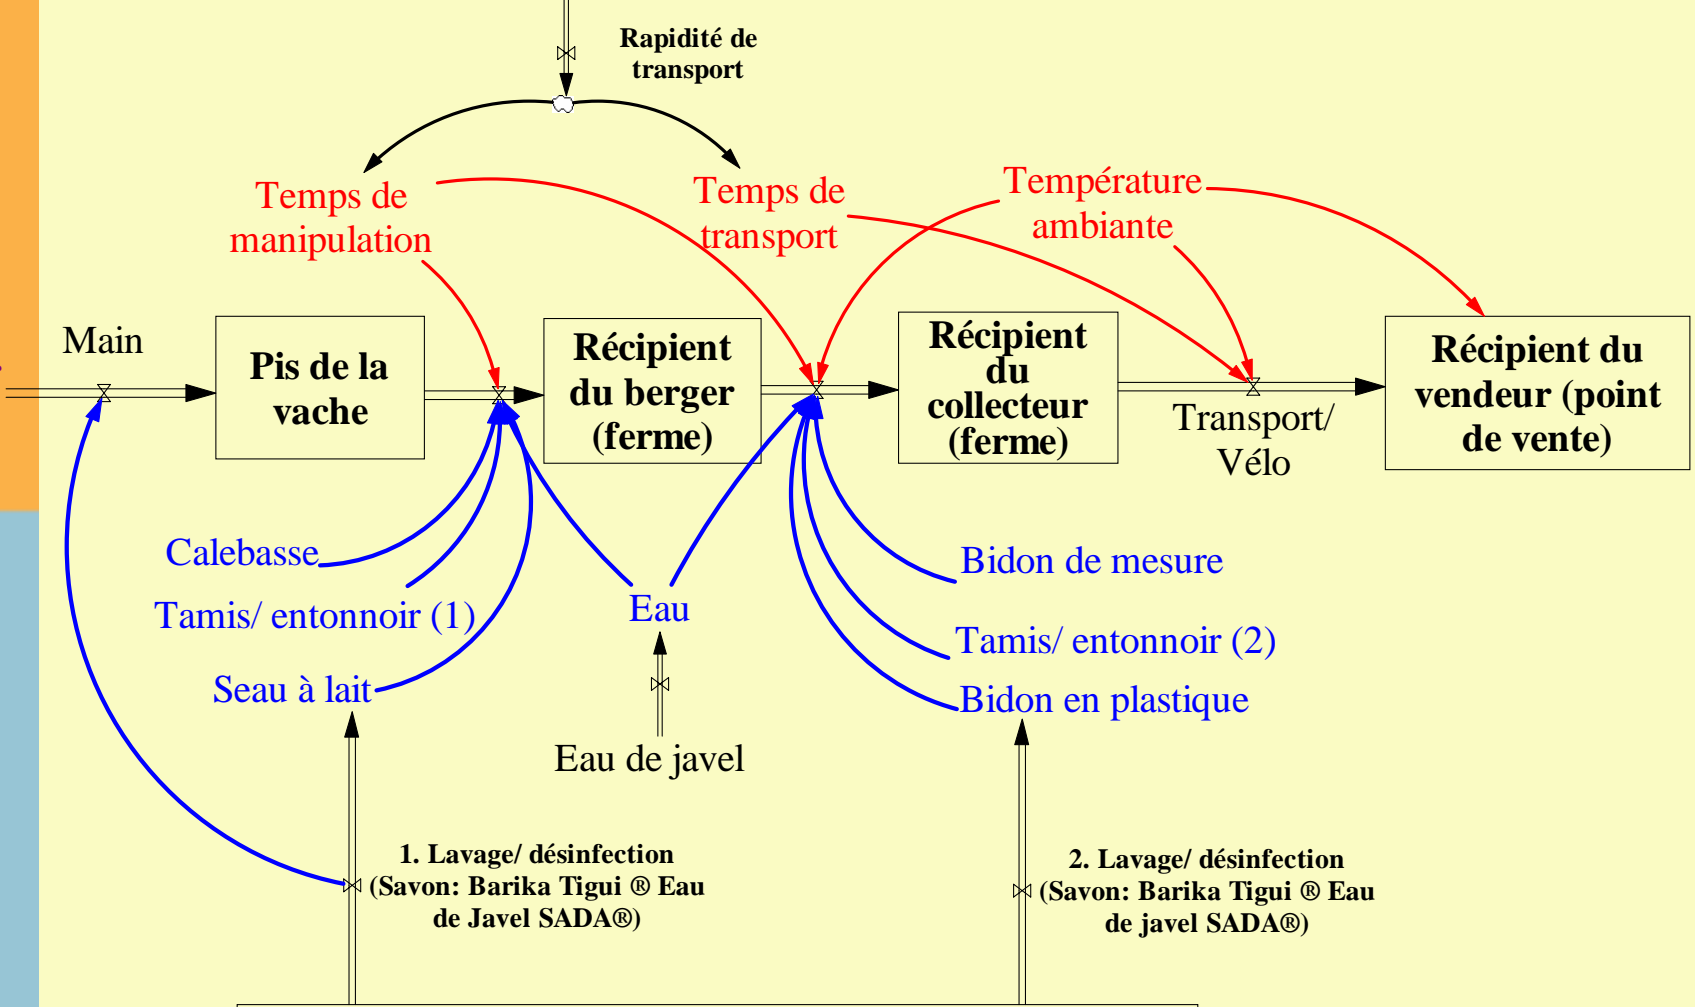 Rapidité de
transport
Temps de
manipulation
Temps de
transport
Température
ambiante
Main
Pis de la
vache
Récipient
du berger
(ferme)
Récipient
du
collecteur
(ferme)
Transport/
Vélo
Récipient du
vendeur (point
de vente)
Calebasse
Tamis/ entonnoir (1)
Seau à lait
Eau
Eau de javel
Bidon de mesure
Tamis/ entonnoir (2)
Bidon en plastique
1. Lavage/ désinfection
(Savon: Barika Tigui ® Eau
de Javel SADA®)
2. Lavage/ désinfection
(Savon: Barika Tigui ® Eau
de javel SADA®)